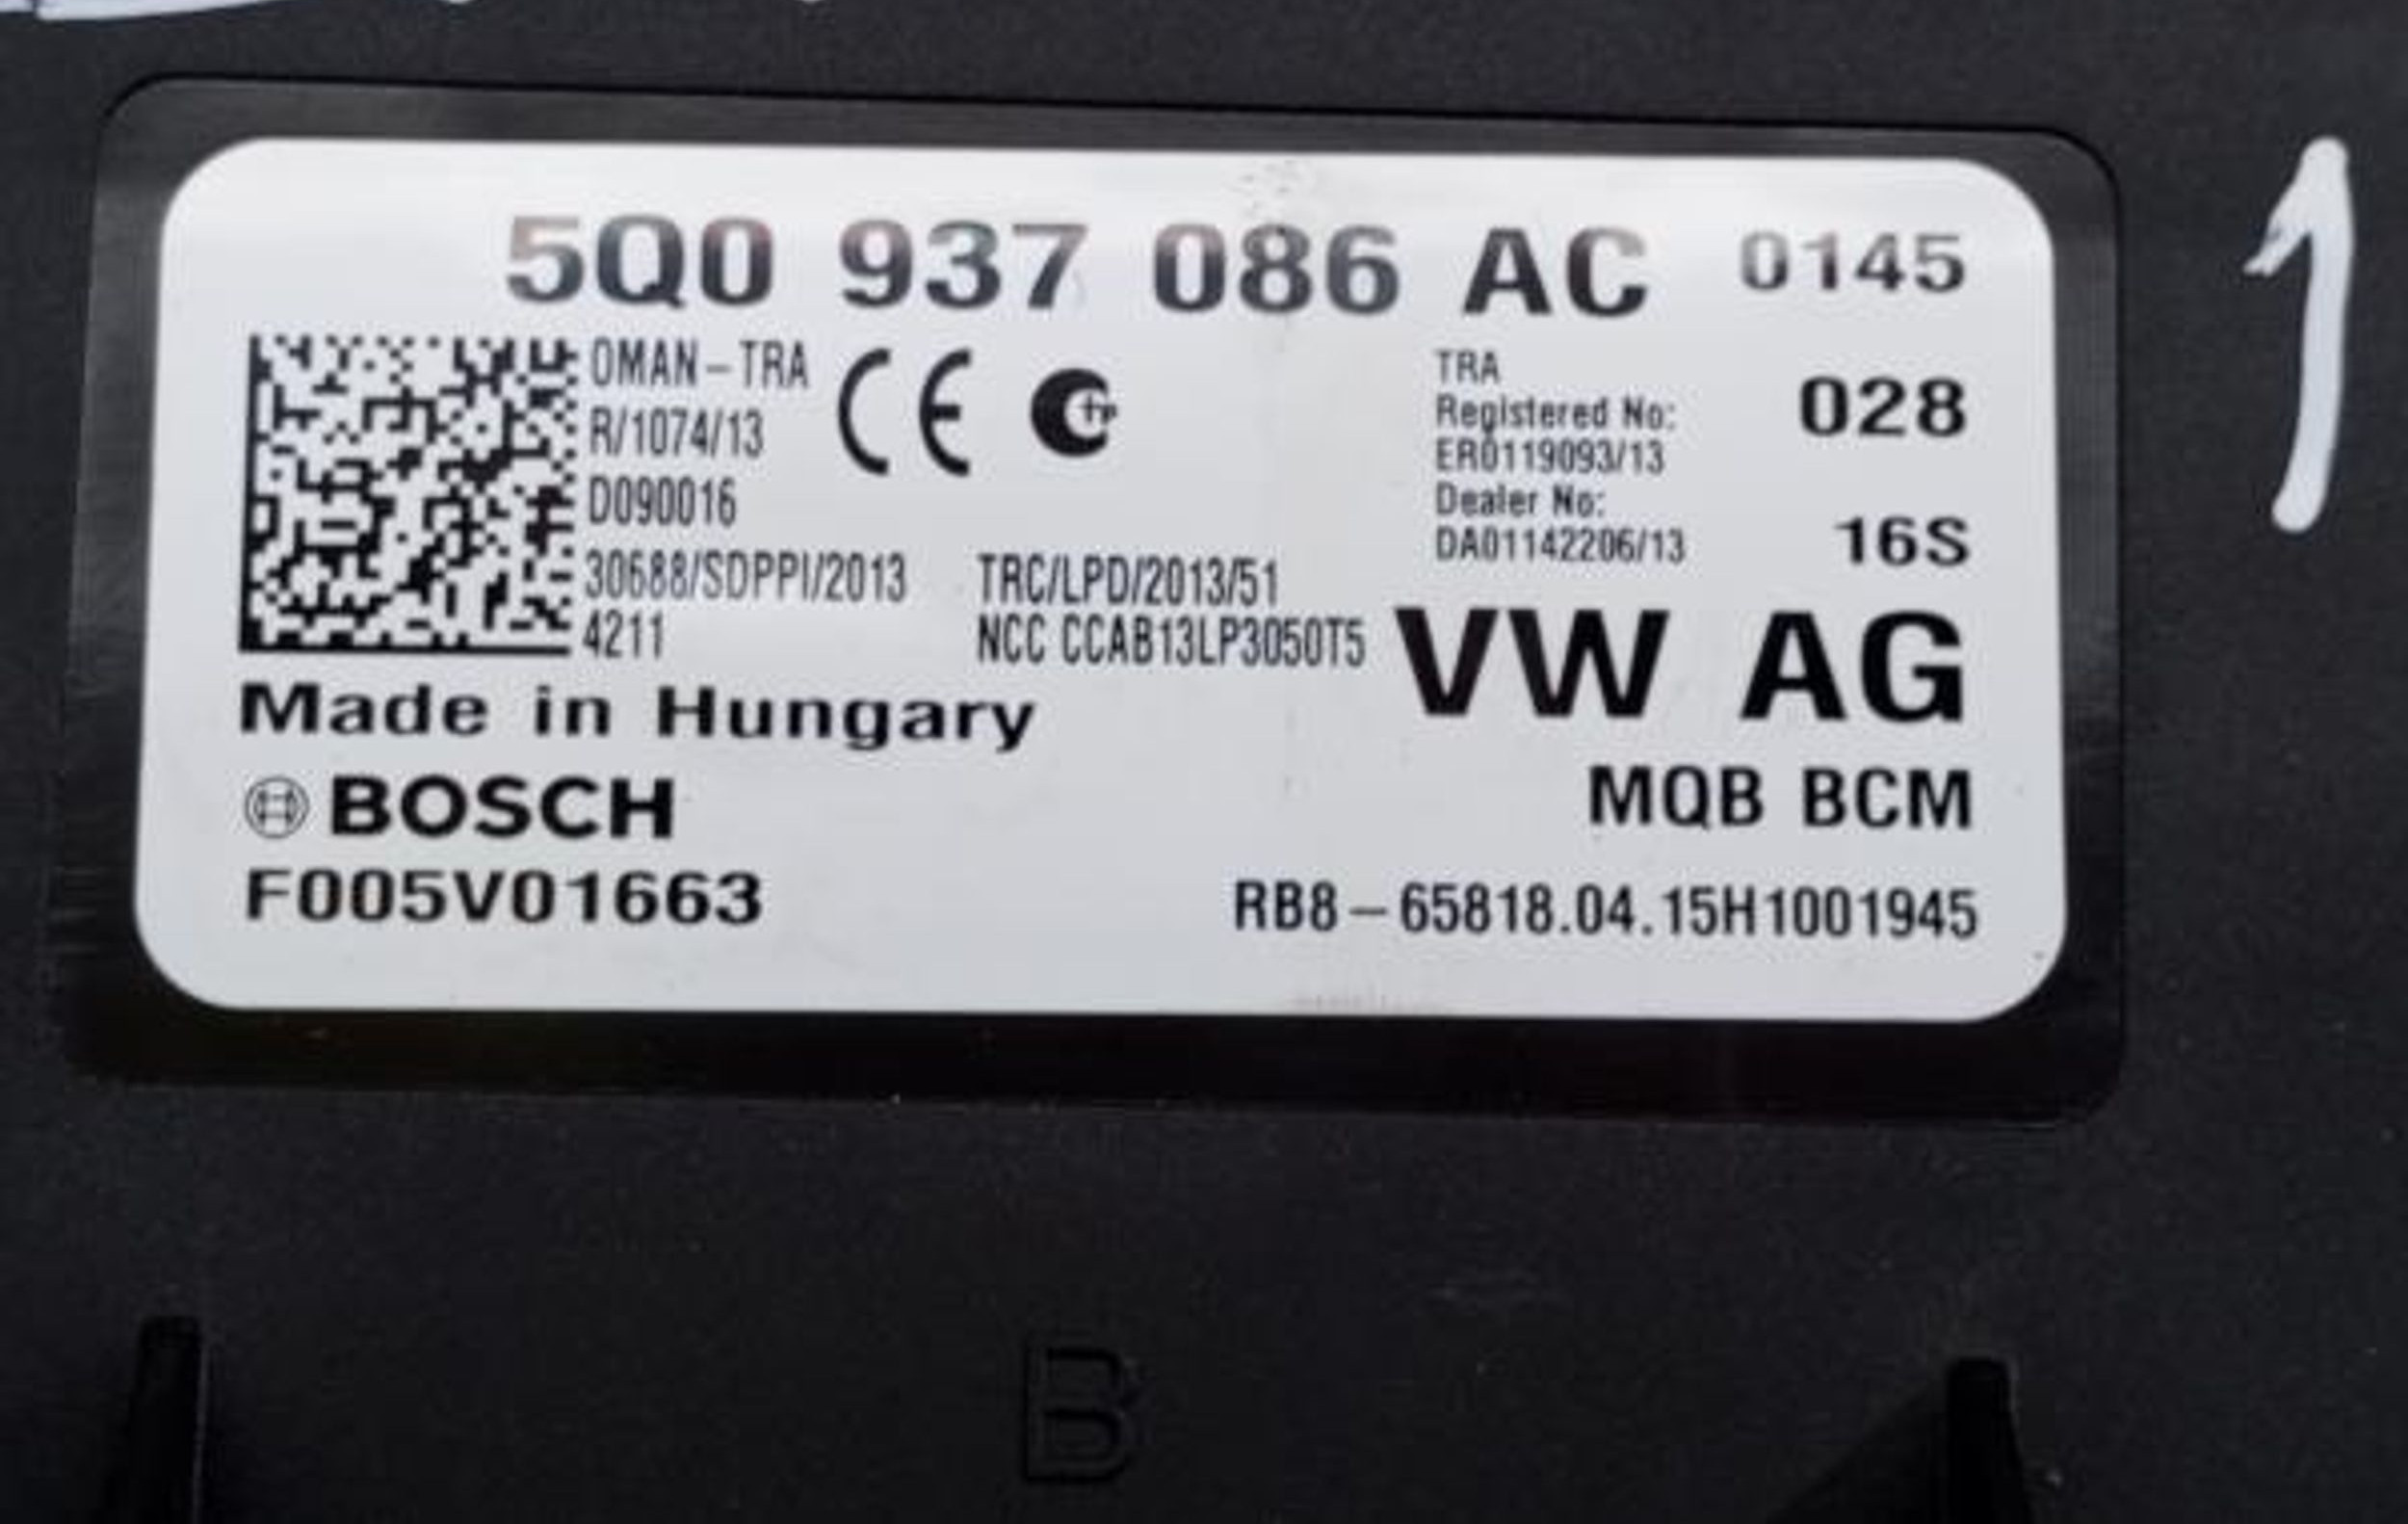 5Q0 937 086 AC 0145
OMAN-TRA
R/1074/13
D090016
30688/SDPPI/2013
4211
CE
TRC/LPD/2013/51
NCC CCAB13LP3050T5
TRA
Registered No:
ER0119093/13
Dealer No:
DA01142206/13
028
16S
VW AG
Made in Hungary
MQB BCM
BOSCH
F005V01663
RB8-65818.04.15H1001945
1
B